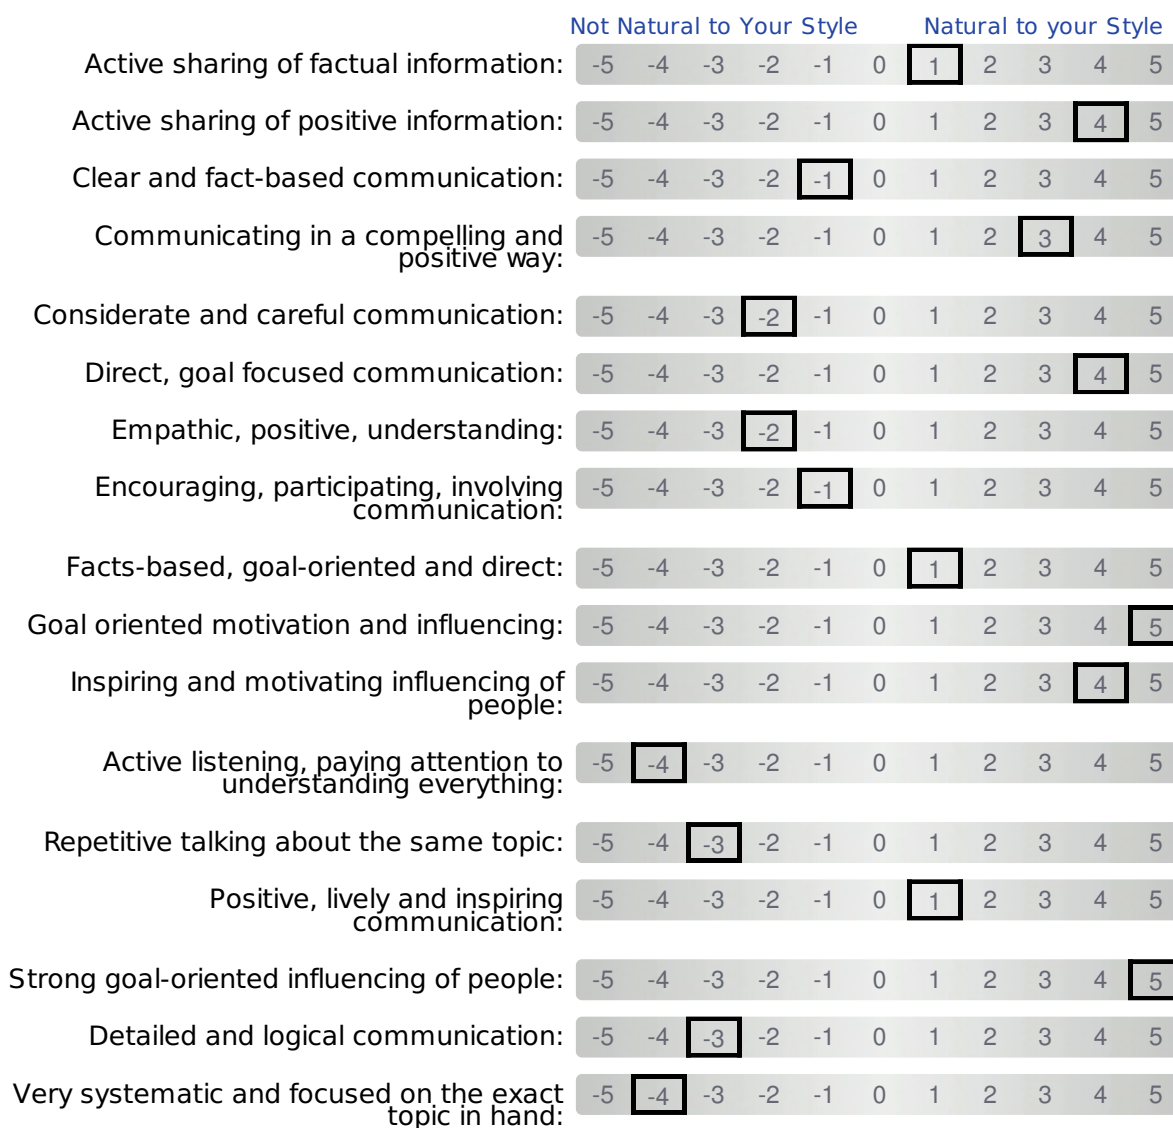 Not Natural to Your Style Natural to your Style
Active sharing of factual information: -5 -4 -3 -2 -1 0 1 2 3 4 5
Active sharing of positive information: -5 -4 -3 -2 -1 0 1 2 3 4 5
Clear and fact-based communication: -5 -4 -3 -2 -1 0 1 2 3 4 5
Communicating in a compelling and -5 -4 -3 -2 -1 0 1 2 3 4 5
positive way:
Considerate and careful communication: -5 -4 -3 -2 -1 0 1 2 3 4 5
Direct, goal focused communication: -5 -4 -3 -2 -1 0 1 2 3 4 5
Empathic, positive, understanding: -5 -4 -3 -2 -1 0 1 2 3 4 5
Encouraging, participating, involving -5 -4 -3 -2 -1 0 1 2 3 4 5
communication:
Facts-based, goal-oriented and direct: -5 -4 -3 -2 -1 0 1 2 3 4 5
Goal oriented motivation and influencing: -5 -4 -3 -2 -1 0 1 2 3 4 5
Inspiring and motivating influencing of -5 -4 -3 -2 -1 0 1 2 3 4 5
people:
Active listening, paying attention to -5 -4 -3 -2 -1 0 1 2 3 4 5
understanding everything:
Repetitive talking about the same topic: -5 -4 -3 -2 -1 0 1 2 3 4 5
Positive, lively and inspiring -5 -4 -3 -2 -1 0 1 2 3 4 5
communication:
Strong goal-oriented influencing of people: -5 -4 -3 -2 -1 0 1 2 3 4 5
Detailed and logical communication: -5 -4 -3 -2 -1 0 1 2 3 4 5
Very systematic and focused on the exact -5 -4 -3 -2 -1 0 1 2 3 4 5
topic in hand: